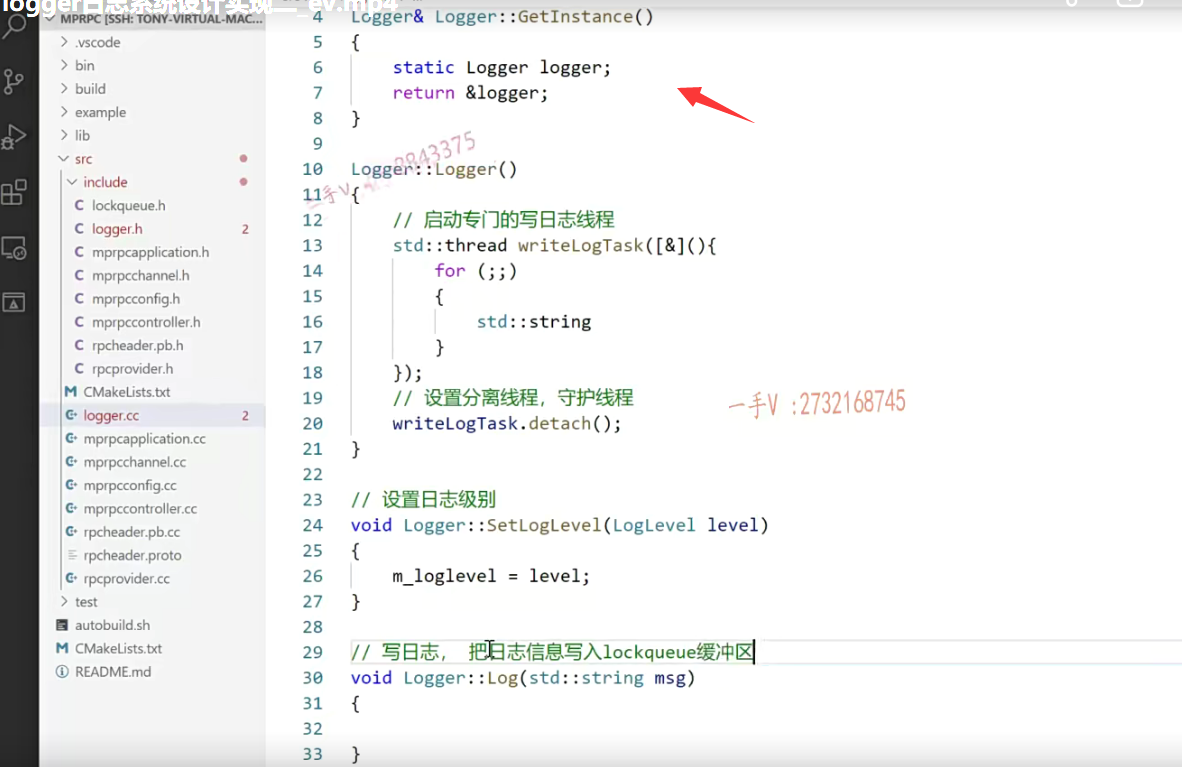 logger日志系统设计实现二_ev.mp4
MPRPC [SSH: TONY-VIRTUAL-MAC...
.vscode
bin
build
example
lib
src
include
C lockqueue.h
C logger.h 2
C mprpcapplication.h
C mprpcchannel.h
C mprpcconfig.h
C mprpccontroller.h
C rpcheader.pb.h
C rpcprovider.h
M CMakeLists.txt
logger.cc 2
mprpcapplication.cc
mprpcchannel.cc
mprpcconfig.cc
mprpccontroller.cc
rpcheader.pb.cc
rpcheader.proto
rpcprovider.cc
test
autobuild.sh
M CMakeLists.txt
README.md
4 Logger& Logger::GetInstance()
5 {
6 static Logger logger;
7 return &logger;
8 }
9
10 Logger::Logger()
11 {
12 // 启动专门的写日志线程
13 std::thread writeLogTask([&](){
14 for (;;)
15 {
16 std::string
17 }
18 });
19 // 设置分离线程，守护线程
20 writeLogTask.detach();
21 }
22
23 // 设置日志级别
24 void Logger::SetLogLevel(LogLevel level)
25 {
26 m_loglevel = level;
27 }
28
29 // 写日志， 把日志信息写入lockqueue缓冲区
30 void Logger::Log(std::string msg)
31 {
32
33 }
一手V :2732168745